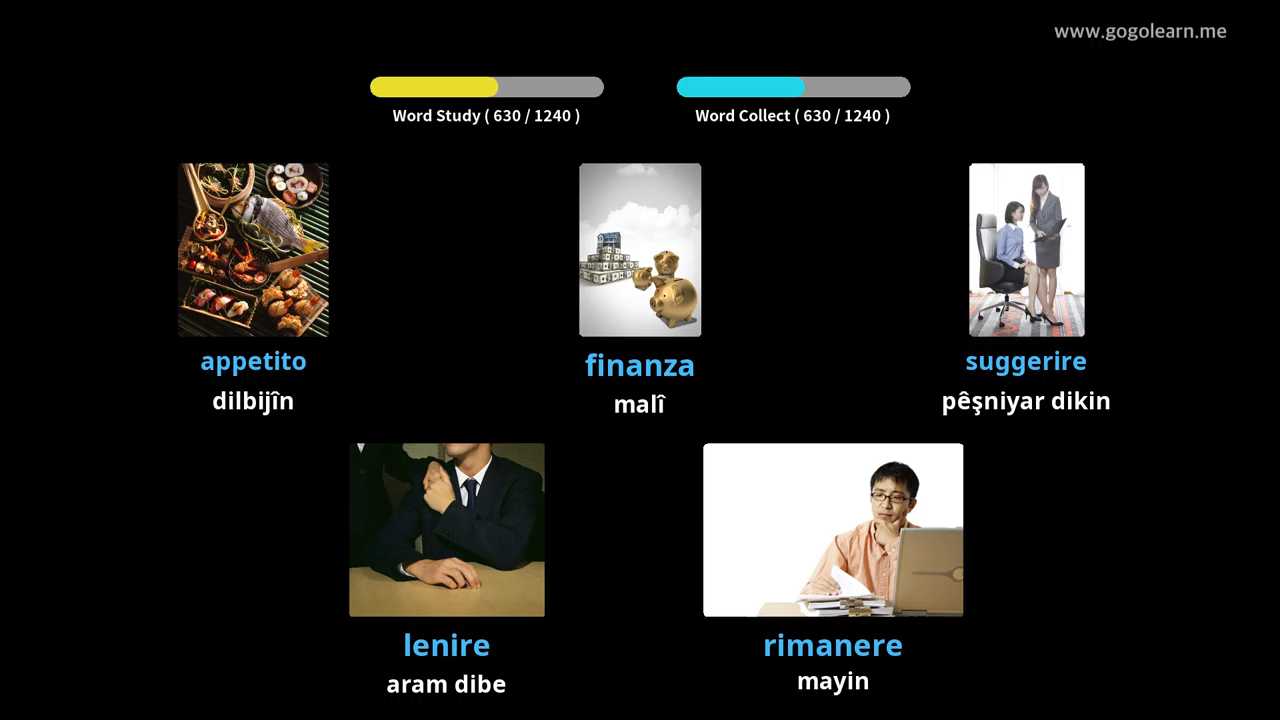 www.gogolearn.me
Word Study ( 630 / 1240 )
Word Collect ( 630 / 1240 )
appetito
dilbijîn
finanza
malî
suggerire
pêşniyar dikin
lenire
aram dibe
rimanere
mayin